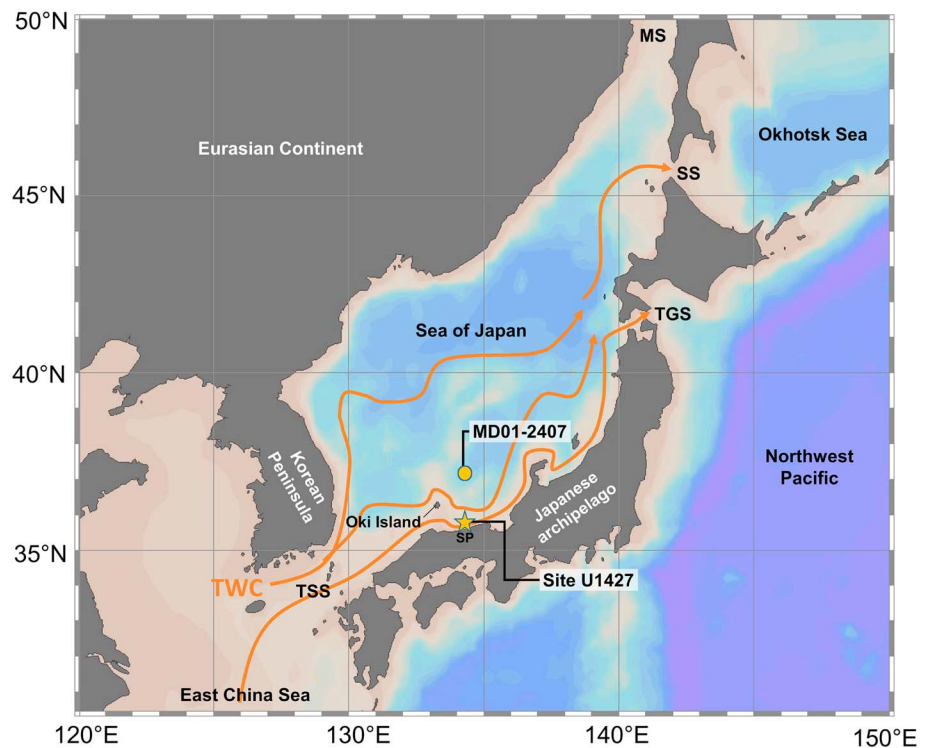 50°N
MS
Okhotsk Sea
Eurasian Continent
SS
45°N
TGS
Sea of Japan
40°N
MD01-2407
Korean
Peninsula
Northwest
Pacific
Japanese
archipelago
Oki Island
SP
35°N
Site U1427
TWC
TSS
East China Sea
120°E
130°E
140°E
150°E